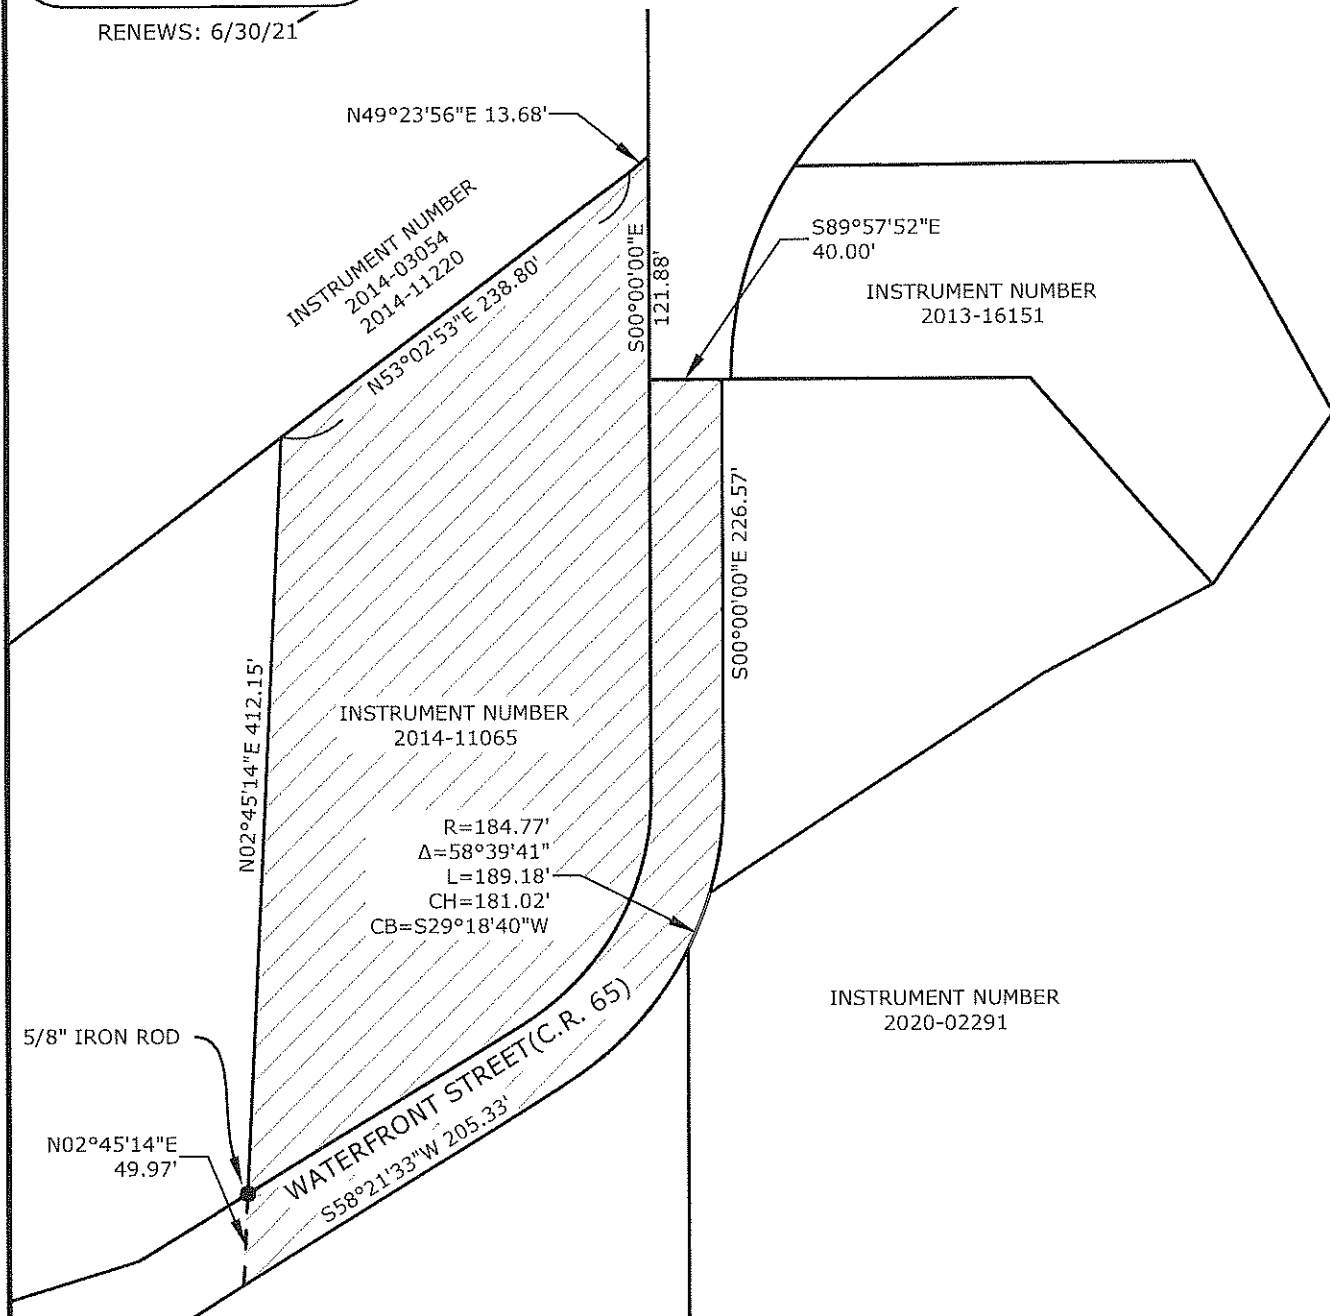 RENEWS: 6/30/21
N49°23'56"E 13.68'
INSTRUMENT NUMBER
2014-03054
2014-11220
N53°02'53"E 238.80'
S00°00'00"E
121.88'
S89°57'52"E
40.00'
INSTRUMENT NUMBER
2013-16151
S00°00'00"E 226.57'
N02°45'14"E 412.15'
INSTRUMENT NUMBER
2014-11065
R=184.77'
Δ=58°39'41"
L=189.18'
CH=181.02'
CB=S29°18'40"W
INSTRUMENT NUMBER
2020-02291
5/8" IRON ROD
WATERFRONT STREET(C.R. 65)
S58°21'33"W 205.33'
N02°45'14"E
49.97'